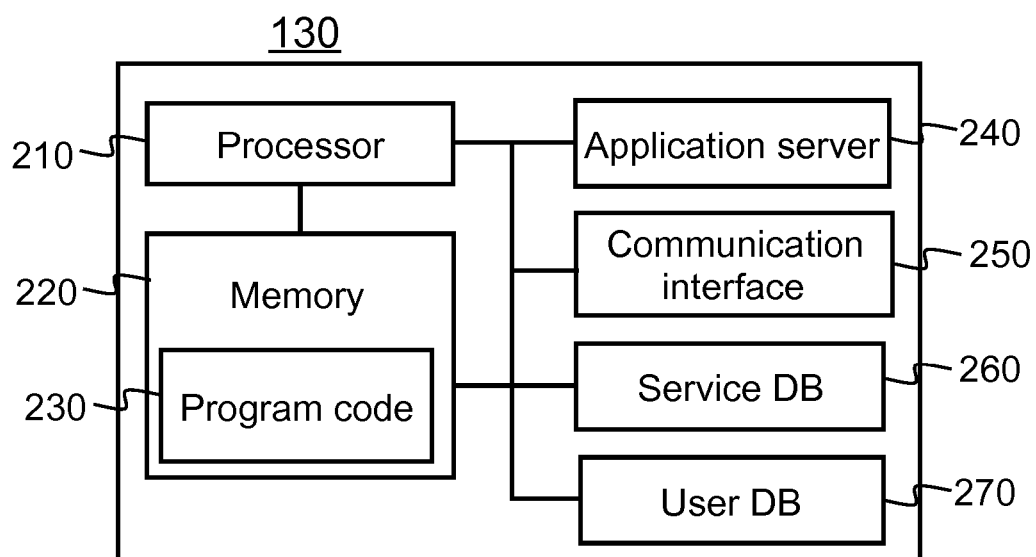 130
210
Processor
Application server
240
220
Memory
Communication
interface
250
230
Program code
Service DB
260
User DB
270